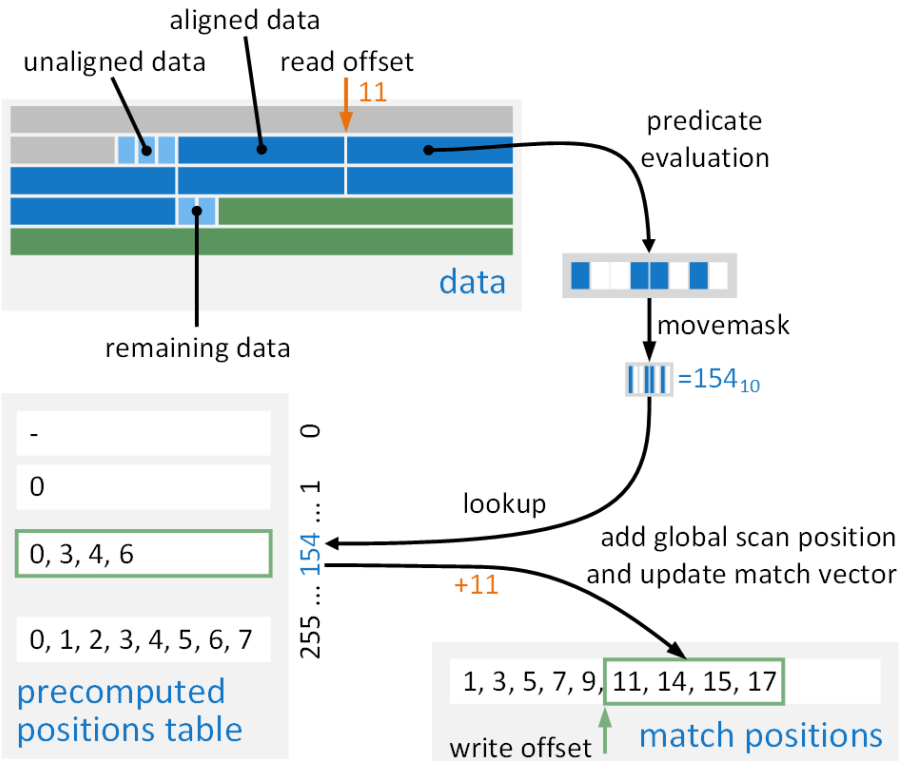 aligned data
unaligned data
read offset
11
predicate
evaluation
data
remaining data
movemask
=154₁₀
-
0
0
1
...
lookup
0, 3, 4, 6
154
add global scan position
and update match vector
+11
...
0, 1, 2, 3, 4, 5, 6, 7
255
precomputed
positions table
1, 3, 5, 7, 9, 11, 14, 15, 17
write offset
match positions